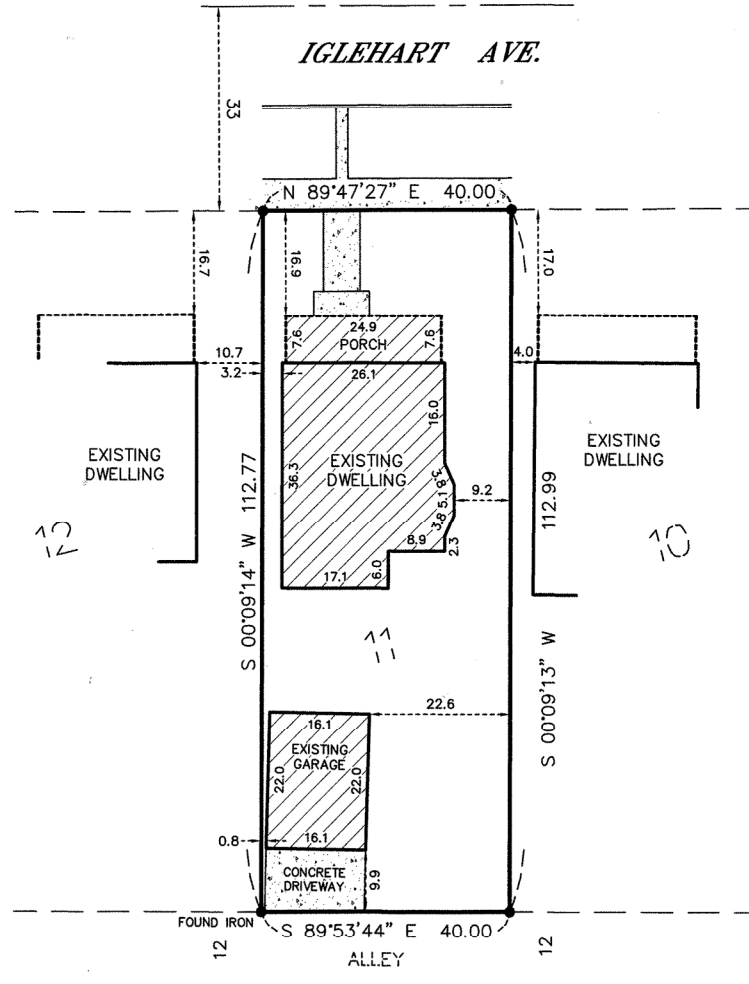 IGLEHART AVE.
33
N 89°47'27" E 40.00
16.7
16.9
17.0
24.9
7.6
7.6
PORCH
10.7
4.0
3.2
26.1
16.0
EXISTING
DWELLING
EXISTING
DWELLING
EXISTING
DWELLING
36.3
3.8
5.1
3.8
9.2
2.3
8.9
6.0
17.1
S 00°09'14" W 112.77
112.99
S 00°09'13" W
12
11
10
22.6
16.1
EXISTING
GARAGE
22.0
22.0
16.1
0.8
CONCRETE
DRIVEWAY
9.9
FOUND IRON
S 89°53'44" E 40.00
12
12
ALLEY